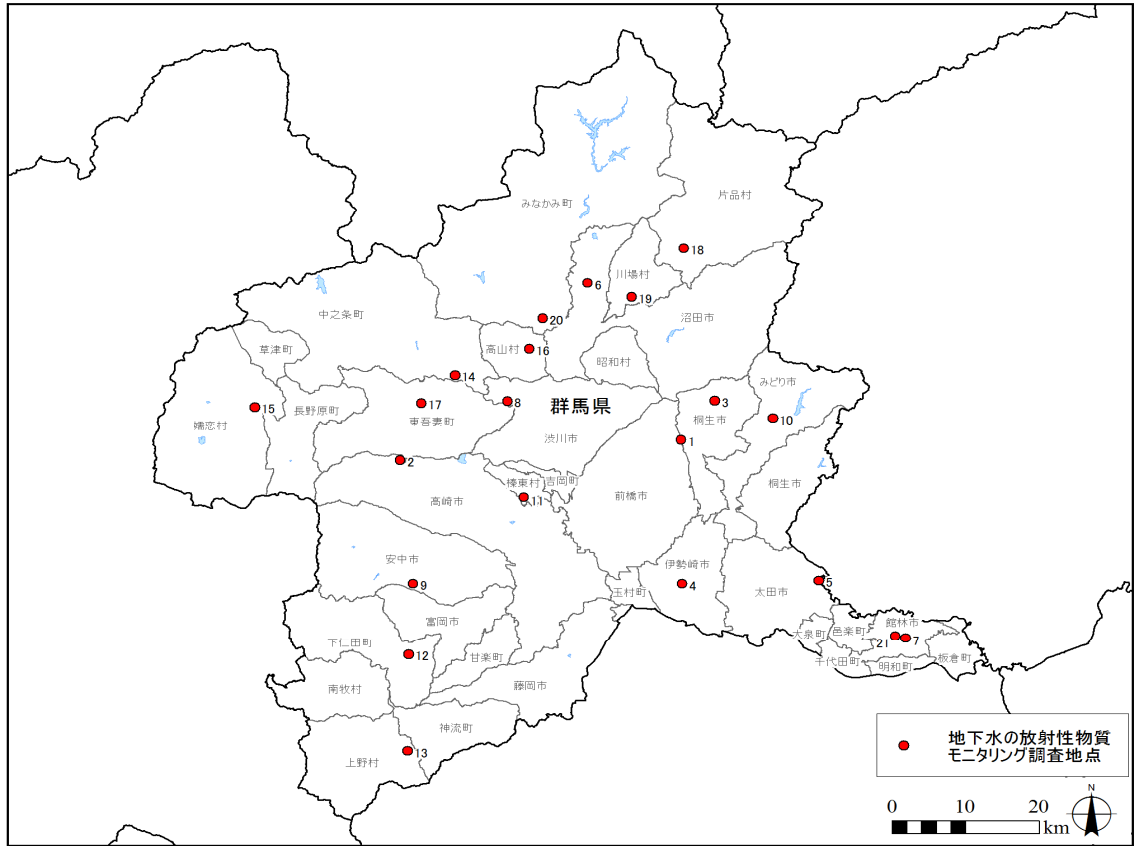 片品村
みなかみ町
18
川場村
6
19
中之条町
20
沼田市
高山村
16
草津町
昭和村
14
みどり市
15
長野原町
17
8
群馬県
3
桐生市
10
東吾妻町
嬬恋村
渋川市
1
2
榛東村
吉岡町
桐生市
高崎市
11
前橋市
安中市
伊勢崎市
9
4
玉村町
太田市
5
富岡市
下仁田町
大泉町
邑楽町
館林市
21
7
12
甘楽町
千代田町
明和町
板倉町
南牧村
藤岡市
神流町
13
上野村
地下水の放射性物質
モニタリング調査地点
N
0 10 20
km